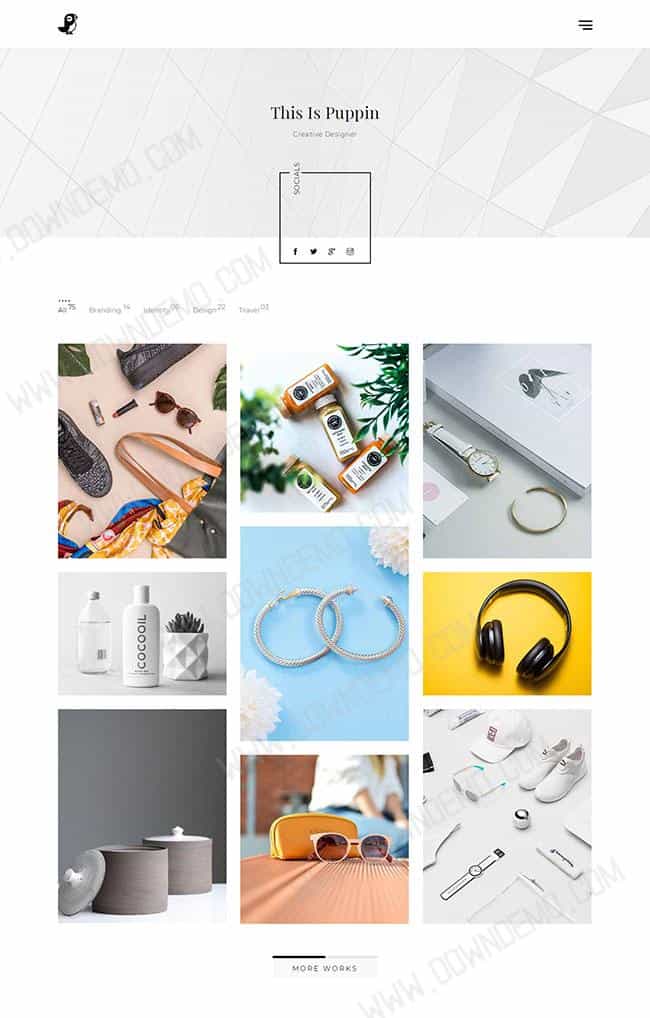 This Is Puppin
Creative Designer
SOCIALS
All 75 Branding 14 Identity 06 Design 22 Travel 03
COCOOIL
MORE WORKS
WWW.DOWNDEMO.COM